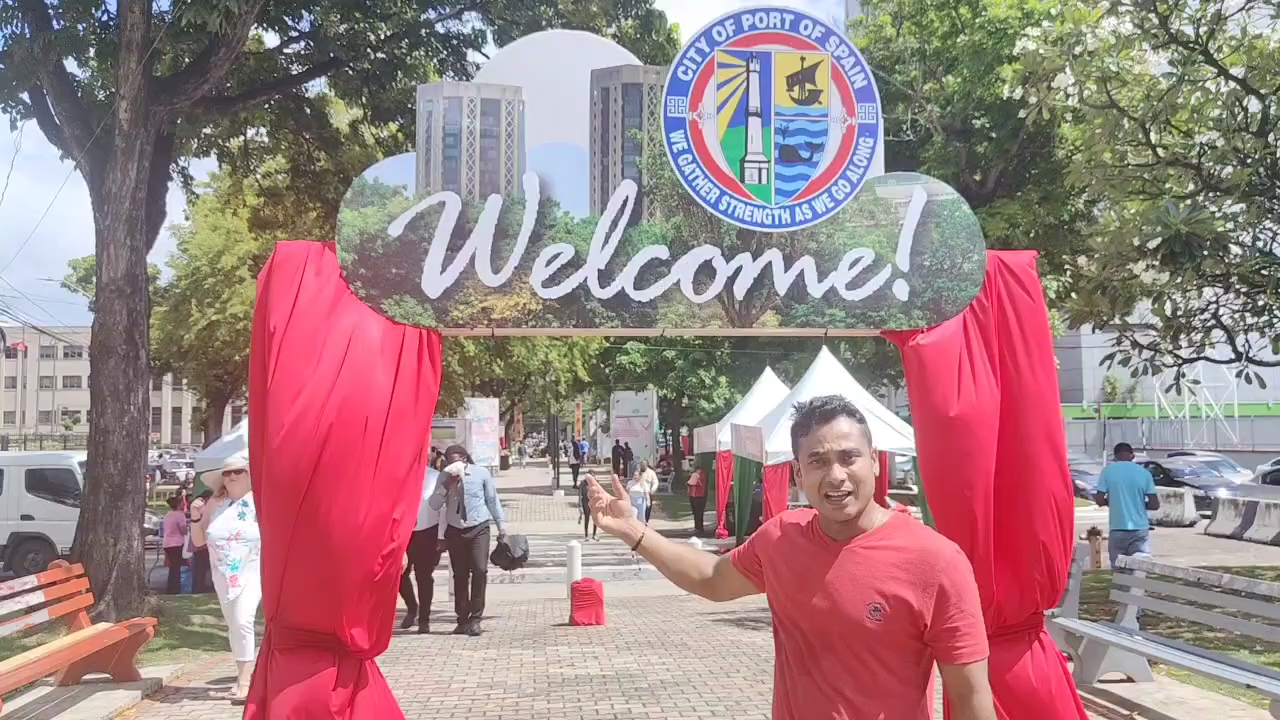 CITY OF PORT OF SPAIN
WE GATHER STRENGTH AS WE GO ALONG
Welcome!